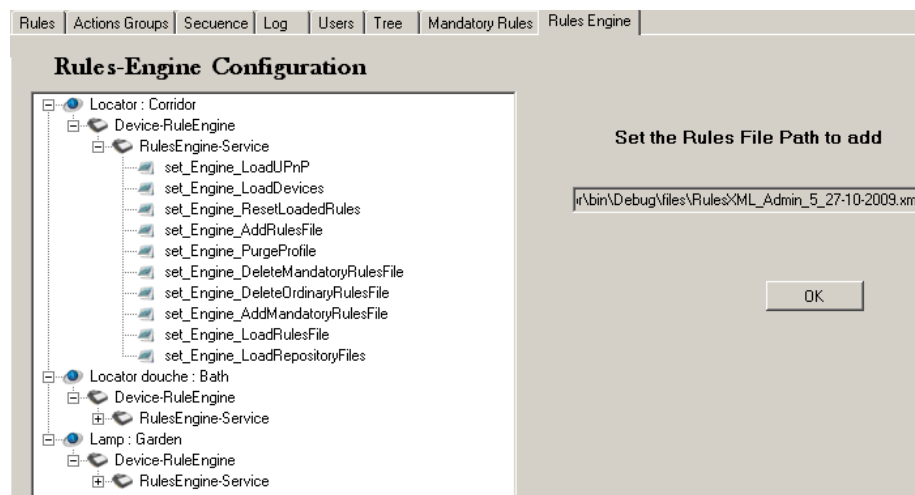 Rules Actions Groups Secuence Log Users Tree Mandatory Rules Rules Engine
Rules-Engine Configuration
Locator : Corridor
Device-RuleEngine
RulesEngine-Service
set_Engine_LoadUPnP
set_Engine_LoadDevices
set_Engine_ResetLoadedRules
set_Engine_AddRulesFile
set_Engine_PurgeProfile
set_Engine_DeleteMandatoryRulesFile
set_Engine_DeleteOrdinaryRulesFile
set_Engine_AddMandatoryRulesFile
set_Engine_LoadRulesFile
set_Engine_LoadRepositoryFiles
Locator douche : Bath
Device-RuleEngine
RulesEngine-Service
Lamp : Garden
Device-RuleEngine
RulesEngine-Service
Set the Rules File Path to add
r\bin\Debug\files\RulesXML_Admin_5_27-10-2009.xm
OK